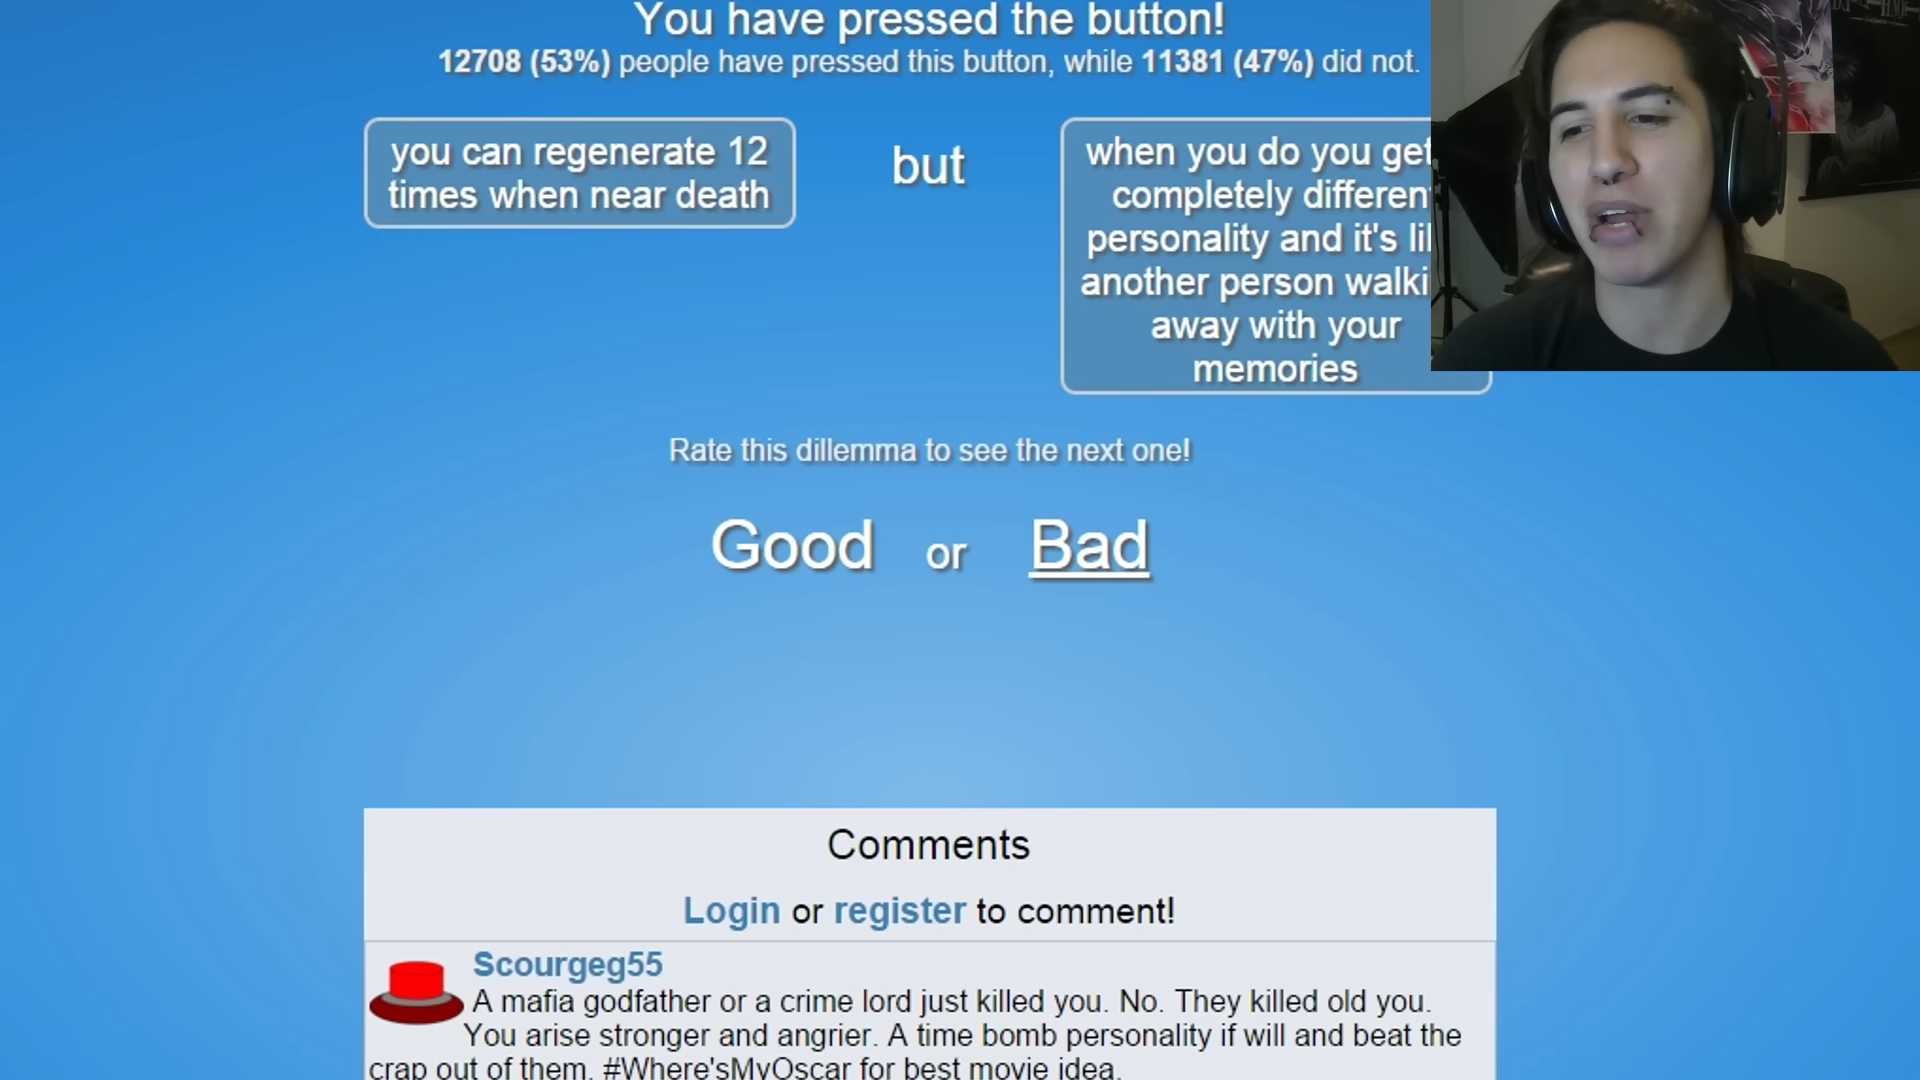 You have pressed the button!
12708 (53%) people have pressed this button, while 11381 (47%) did not.
you can regenerate 12
times when near death
but
when you do you get
completely different
personality and it's
another person
away with your
memories
Rate this dillemma to see the next one!
Good or Bad
Comments
Login or register to comment!
Scourgeg55
A mafia godfather or a crime lord just killed you. No. They killed old you.
You arise stronger and angrier. A time bomb personality if will and beat the
crap out of them. #Where'sMyOscar for best movie idea.